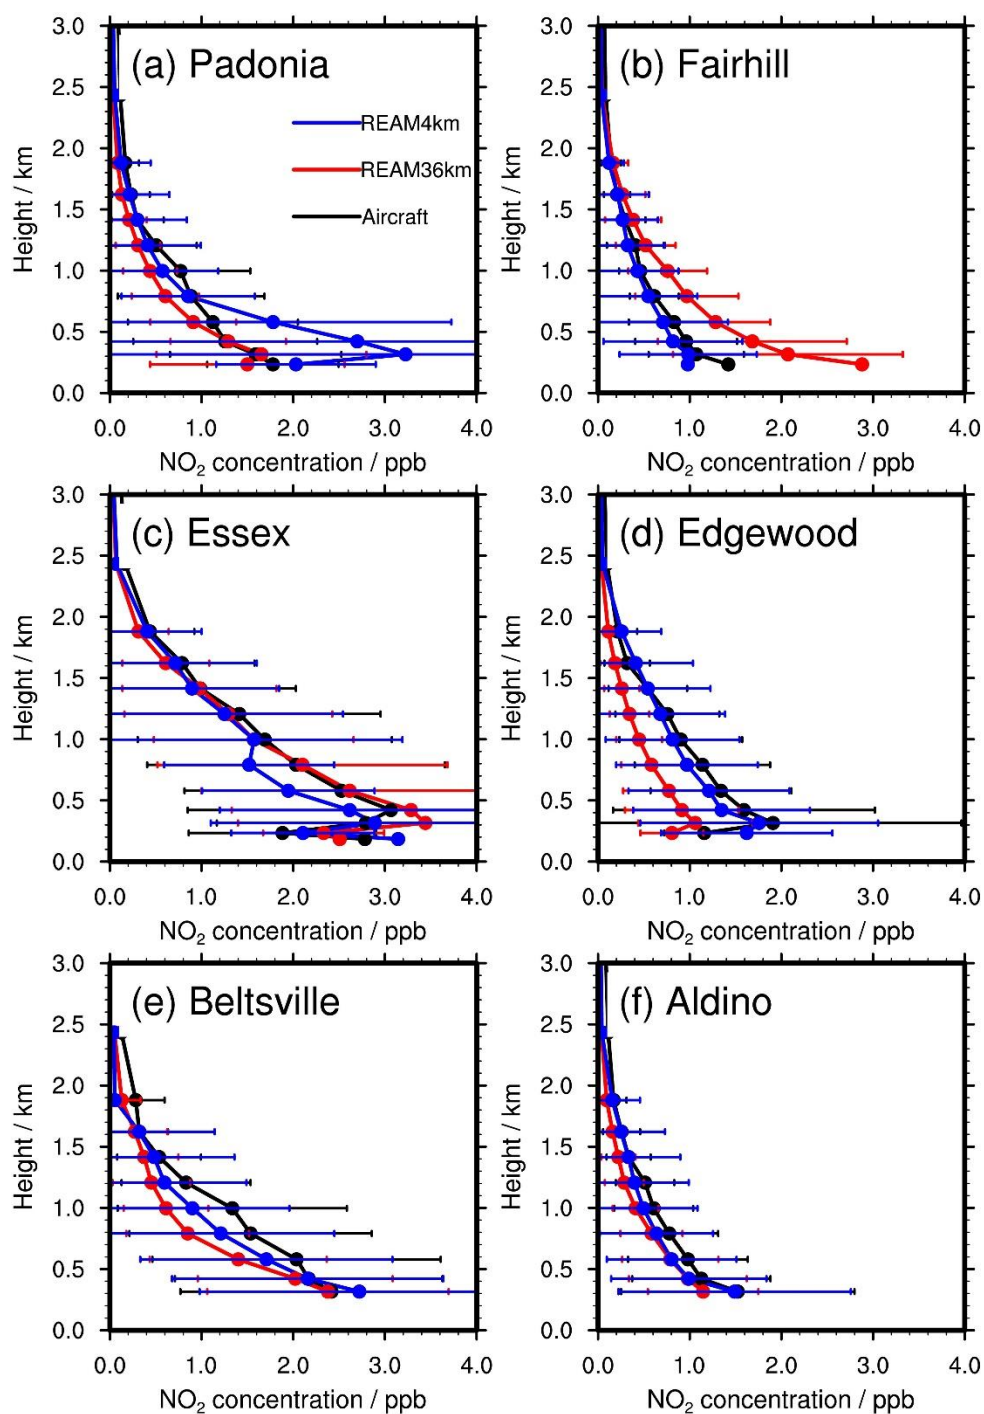 3.0
2.5
2.0
1.5
1.0
0.5
0.0
Height / km
(a) Padonia
REAM4km
REAM36km
Aircraft
0.0 1.0 2.0 3.0 4.0
NO₂ concentration / ppb
3.0
2.5
2.0
1.5
1.0
0.5
0.0
Height / km
(b) Fairhill
0.0 1.0 2.0 3.0 4.0
NO₂ concentration / ppb
3.0
2.5
2.0
1.5
1.0
0.5
0.0
Height / km
(c) Essex
0.0 1.0 2.0 3.0 4.0
NO₂ concentration / ppb
3.0
2.5
2.0
1.5
1.0
0.5
0.0
Height / km
(d) Edgewood
0.0 1.0 2.0 3.0 4.0
NO₂ concentration / ppb
3.0
2.5
2.0
1.5
1.0
0.5
0.0
Height / km
(e) Beltsville
0.0 1.0 2.0 3.0 4.0
NO₂ concentration / ppb
3.0
2.5
2.0
1.5
1.0
0.5
0.0
Height / km
(f) Aldino
0.0 1.0 2.0 3.0 4.0
NO₂ concentration / ppb